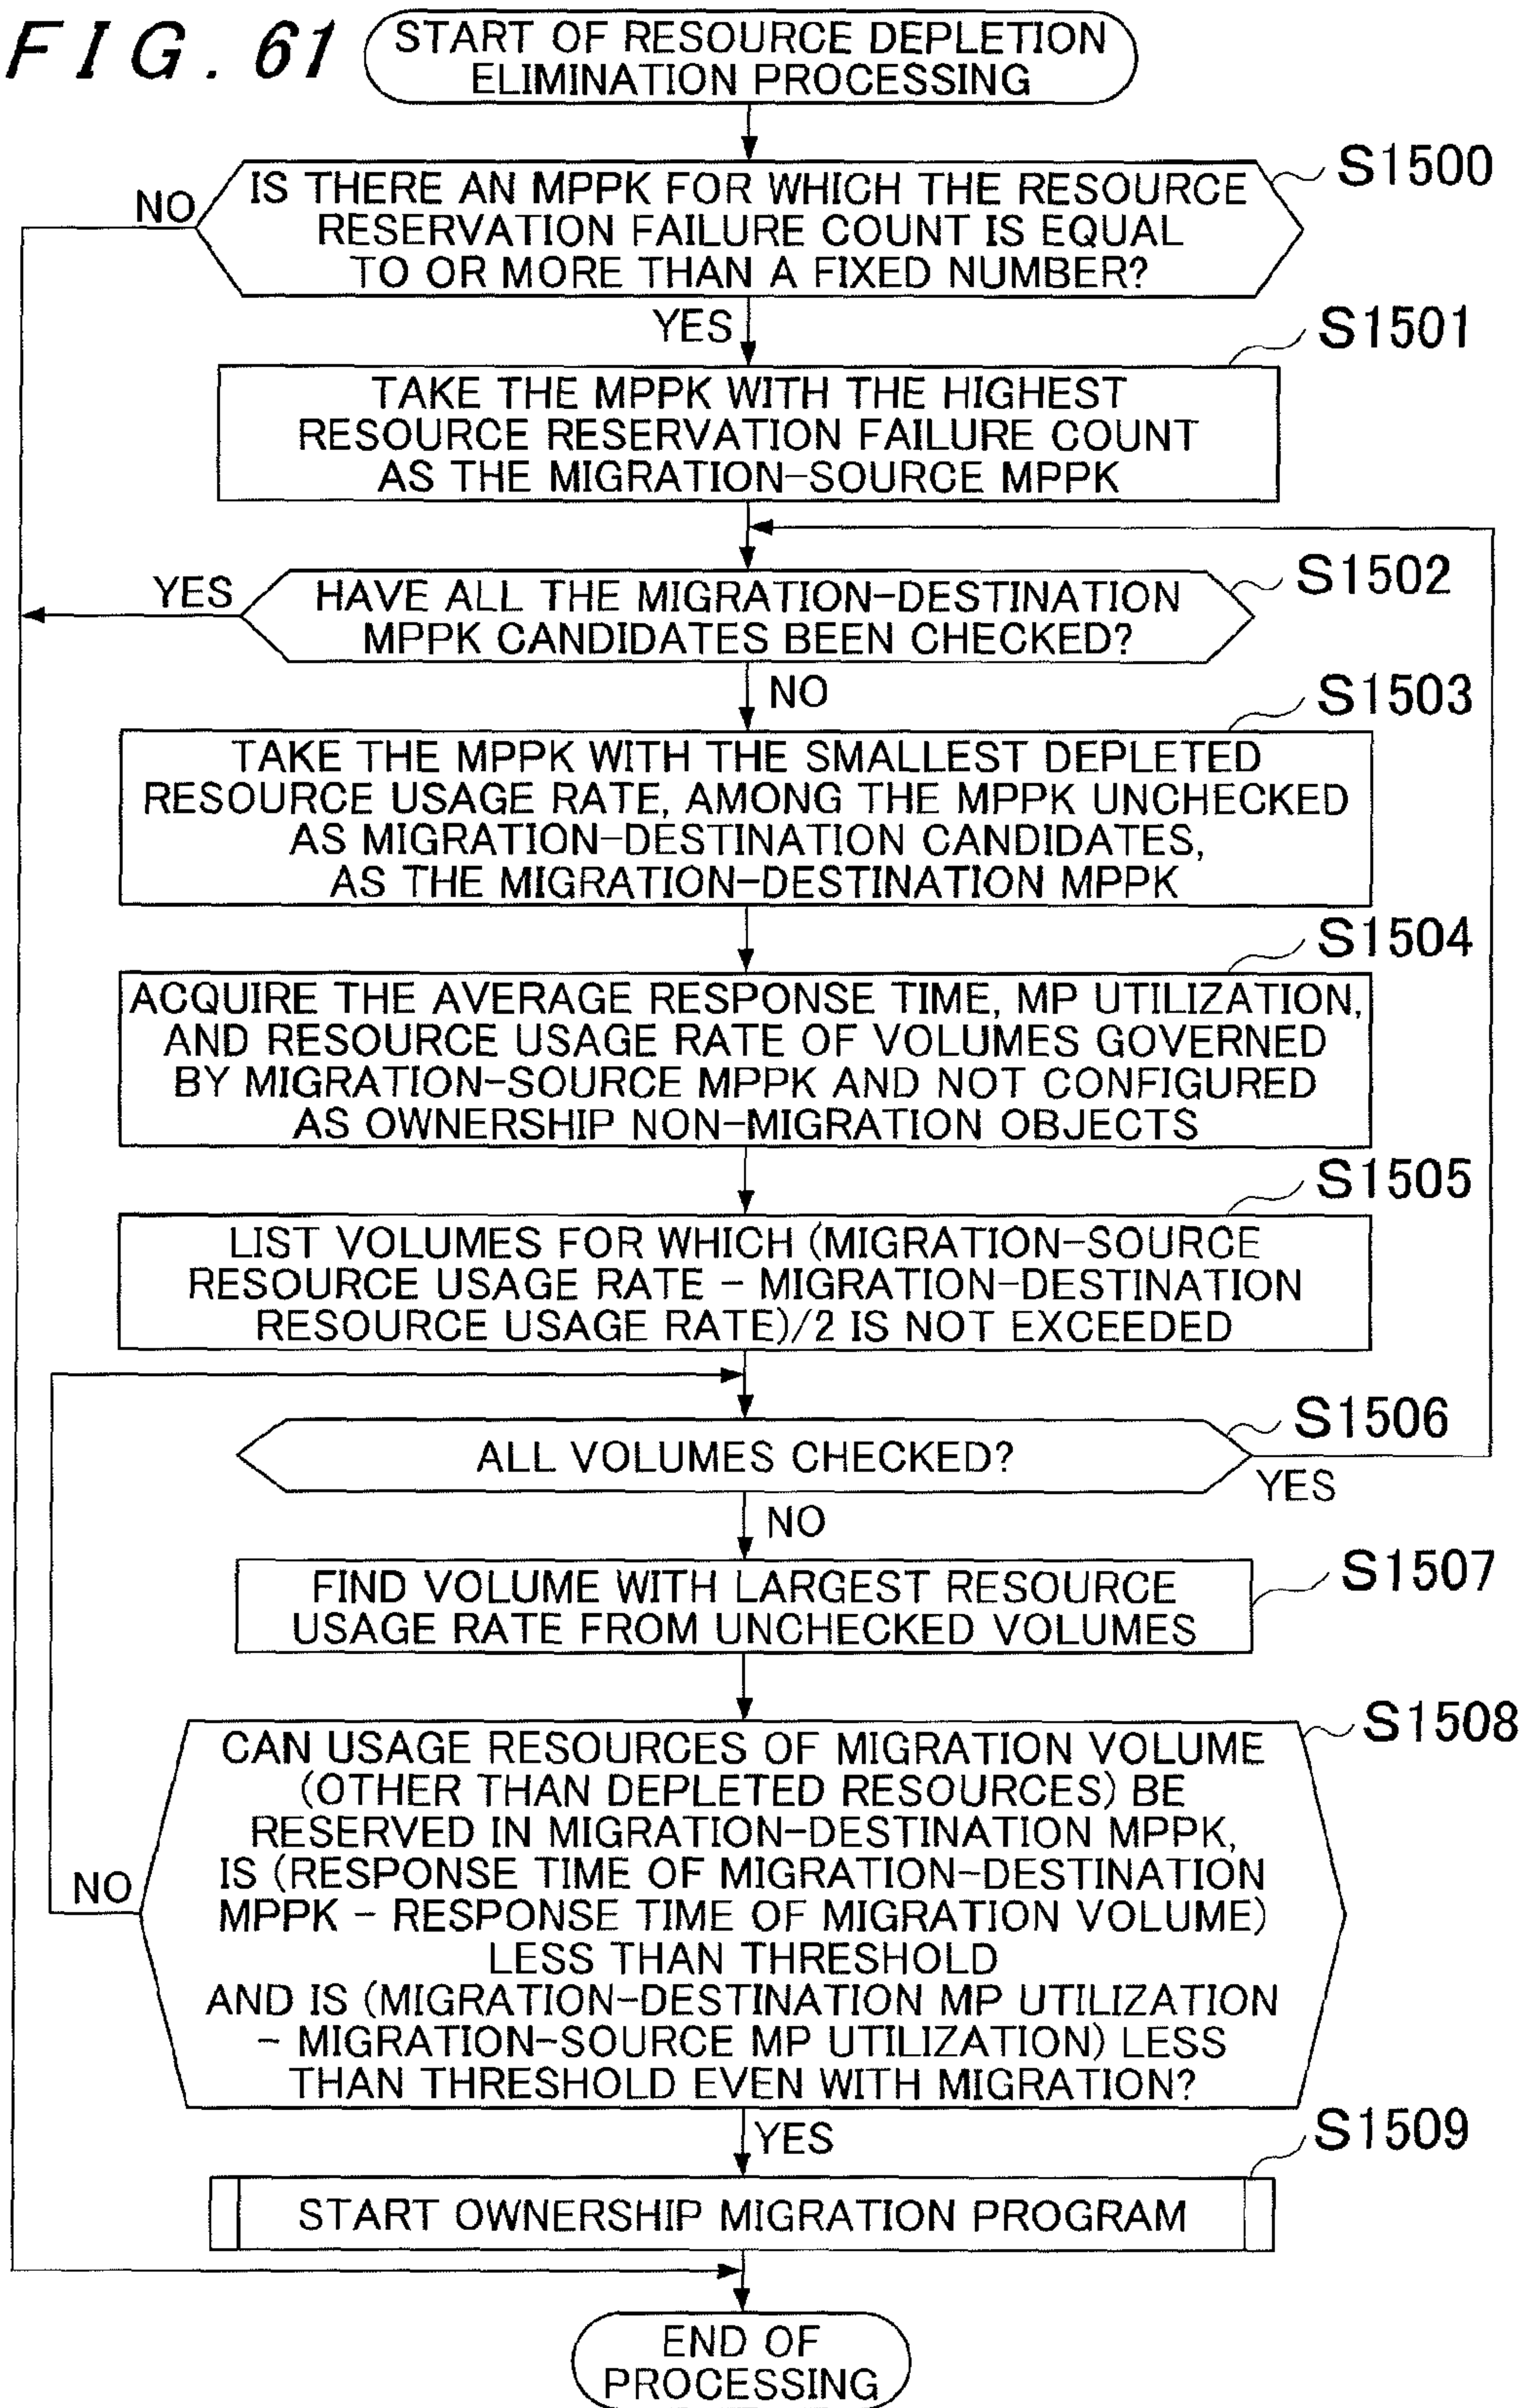 FIG. 61
START OF RESOURCE DEPLETION
ELIMINATION PROCESSING
S1500
NO
IS THERE AN MPPK FOR WHICH THE RESOURCE
RESERVATION FAILURE COUNT IS EQUAL
TO OR MORE THAN A FIXED NUMBER?
YES
S1501
TAKE THE MPPK WITH THE HIGHEST
RESOURCE RESERVATION FAILURE COUNT
AS THE MIGRATION-SOURCE MPPK
YES
S1502
HAVE ALL THE MIGRATION-DESTINATION
MPPK CANDIDATES BEEN CHECKED?
NO
S1503
TAKE THE MPPK WITH THE SMALLEST DEPLETED
RESOURCE USAGE RATE, AMONG THE MPPK UNCHECKED
AS MIGRATION-DESTINATION CANDIDATES,
AS THE MIGRATION-DESTINATION MPPK
S1504
ACQUIRE THE AVERAGE RESPONSE TIME, MP UTILIZATION,
AND RESOURCE USAGE RATE OF VOLUMES GOVERNED
BY MIGRATION-SOURCE MPPK AND NOT CONFIGURED
AS OWNERSHIP NON-MIGRATION OBJECTS
S1505
LIST VOLUMES FOR WHICH (MIGRATION-SOURCE
RESOURCE USAGE RATE - MIGRATION-DESTINATION
RESOURCE USAGE RATE)/2 IS NOT EXCEEDED
S1506
ALL VOLUMES CHECKED?
YES
NO
S1507
FIND VOLUME WITH LARGEST RESOURCE
USAGE RATE FROM UNCHECKED VOLUMES
S1508
CAN USAGE RESOURCES OF MIGRATION VOLUME
(OTHER THAN DEPLETED RESOURCES) BE
RESERVED IN MIGRATION-DESTINATION MPPK,
IS (RESPONSE TIME OF MIGRATION-DESTINATION
NO
MPPK - RESPONSE TIME OF MIGRATION VOLUME)
LESS THAN THRESHOLD
AND IS (MIGRATION-DESTINATION MP UTILIZATION
- MIGRATION-SOURCE MP UTILIZATION) LESS
THAN THRESHOLD EVEN WITH MIGRATION?
YES
S1509
START OWNERSHIP MIGRATION PROGRAM
END OF
PROCESSING